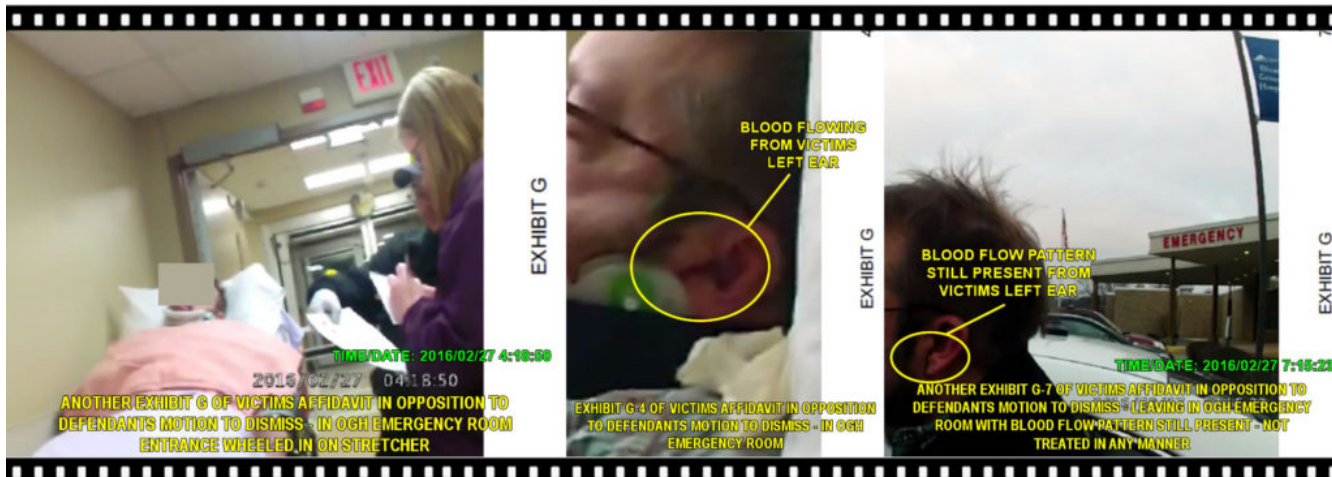 EXIT
EXHIBIT G
TIME/DATE: 2016/02/27 4:18:50
2016/02/27 04:18:50
ANOTHER EXHIBIT G OF VICTIMS AFFIDAVIT IN OPPOSITION TO
DEFENDANTS MOTION TO DISMISS - IN OGH EMERGENCY ROOM
ENTRANCE WHEELED IN ON STRETCHER
BLOOD FLOWING
FROM VICTIMS
LEFT EAR
EXHIBIT G
EXHIBIT G-4 OF VICTIMS AFFIDAVIT IN OPPOSITION
TO DEFENDANTS MOTION TO DISMISS - IN OGH
EMERGENCY ROOM
EMERGENCY
BLOOD FLOW PATTERN
STILL PRESENT FROM
VICTIMS LEFT EAR
EXHIBIT G
TIME/DATE: 2016/02/27 7:15:23
ANOTHER EXHIBIT G-7 OF VICTIMS AFFIDAVIT IN OPPOSITION TO
DEFENDANTS MOTION TO DISMISS - LEAVING IN OGH EMERGENCY
ROOM WITH BLOOD FLOW PATTERN STILL PRESENT - NOT
TREATED IN ANY MANNER